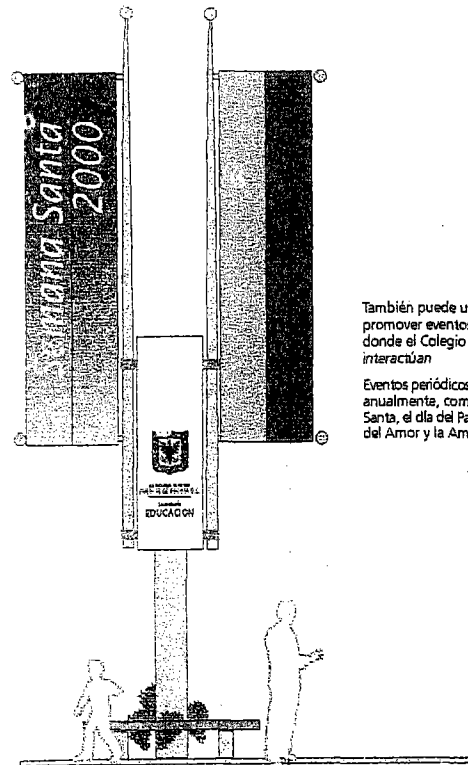 Semana Santa
2000
EDUCACION
También puede u
promover eventos
donde el Colegio
interactúan
Eventos periódicos
anualmente, com
Santa, el día del Pa
del Amor y la Am